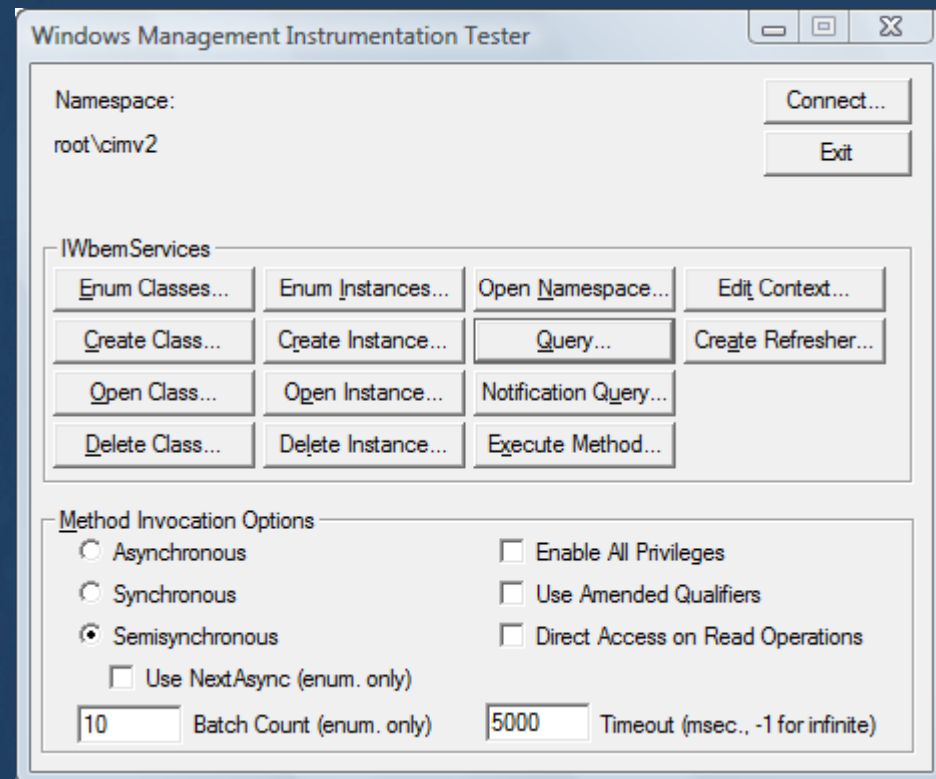 Windows Management Instrumentation Tester
Namespace:
Connect...
root\cimv2
Exit
IWbemServices
Enum Classes... Enum Instances... Open Namespace... Edit Context...
Create Class... Create Instance... Query... Create Refresher...
Open Class... Open Instance... Notification Query...
Delete Class... Delete Instance... Execute Method...
Method Invocation Options
Asynchronous Enable All Privileges
Synchronous Use Amended Qualifiers
Semisynchronous Direct Access on Read Operations
Use NextAsync (enum. only)
10 Batch Count (enum. only) 5000 Timeout (msec., -1 for infinite)